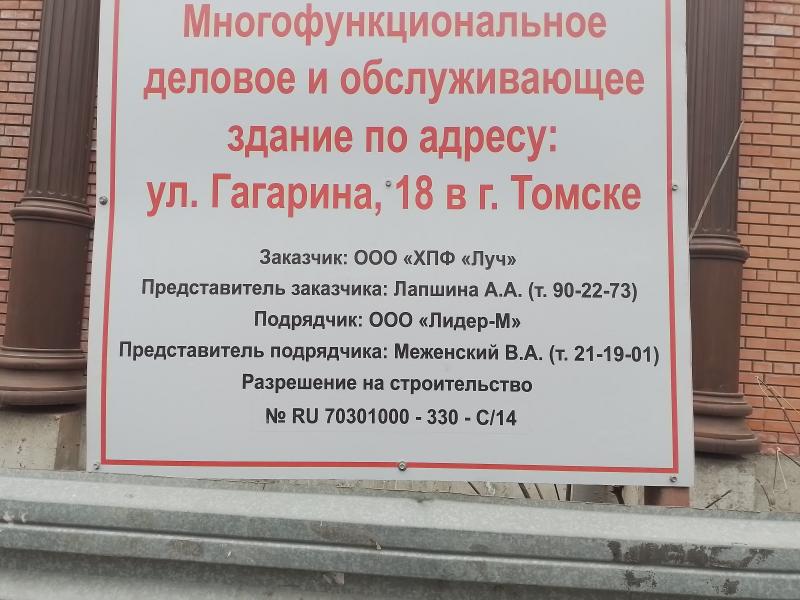 Многофункциональное
деловое и обслуживающее
здание по адресу:
ул. Гагарина, 18 в г. Томске
Заказчик: ООО «ХПФ «Луч»
Представитель заказчика: Лапшина А.А. (т. 90-22-73)
Подрядчик: ООО «Лидер-М»
Представитель подрядчика: Меженский В.А. (т. 21-19-01)
Разрешение на строительство
№ RU 70301000 - 330 - С/14